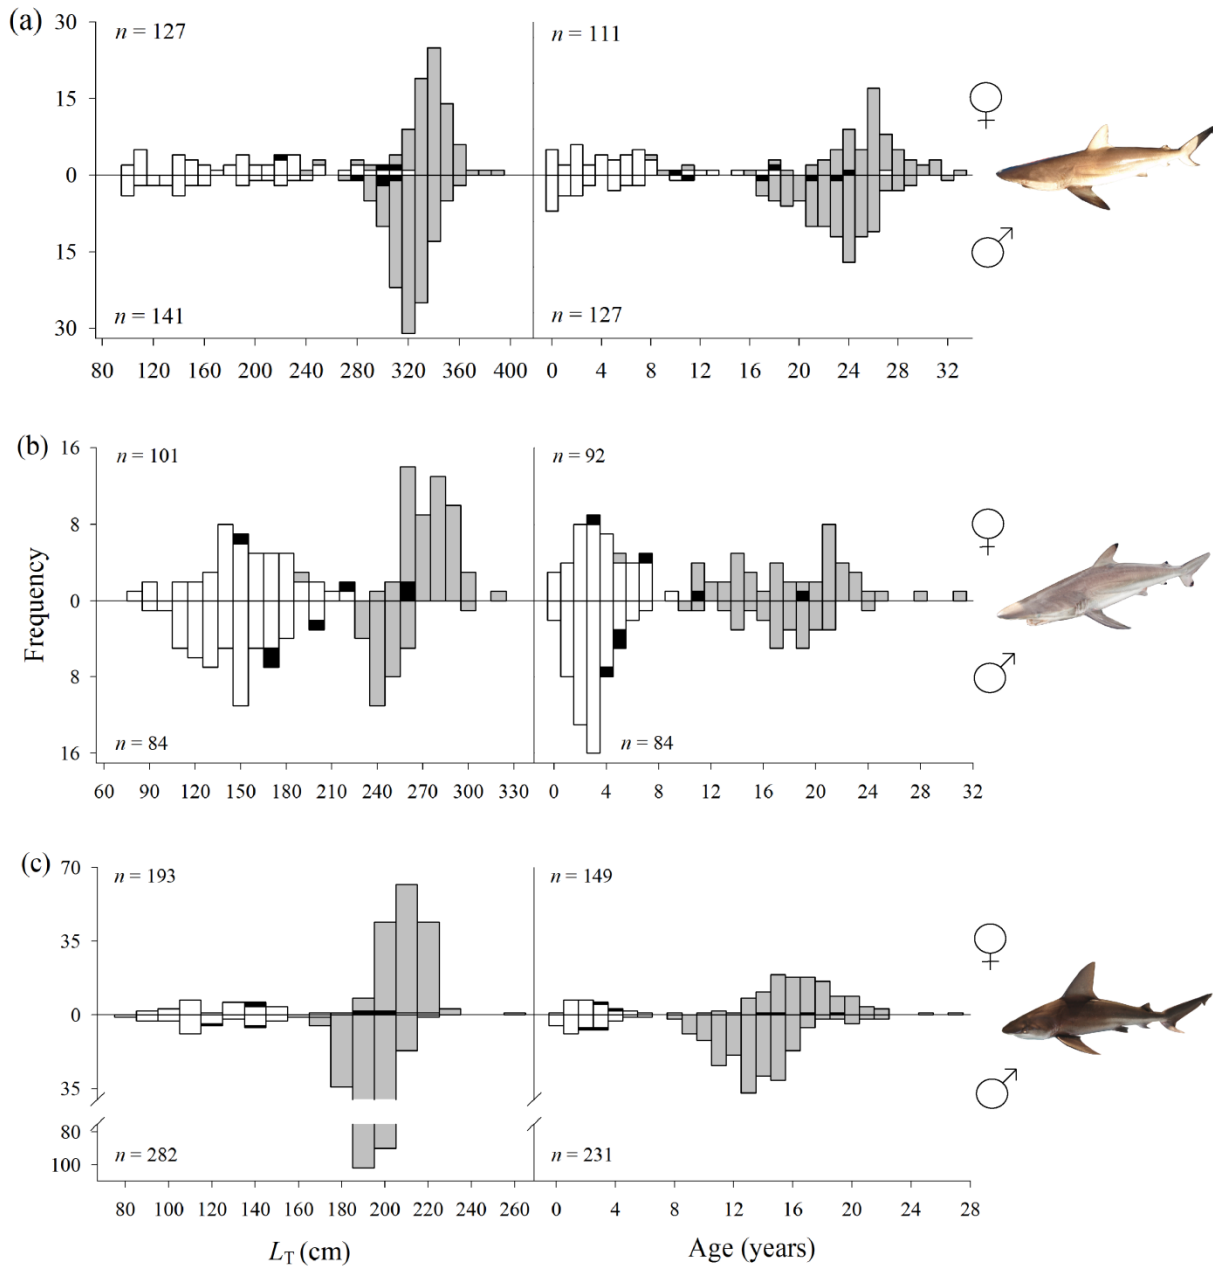 (a)
30
15
0
15
30
n = 127
n = 111
n = 141
n = 127
♀
♂
80 120 160 200 240 280 320 360 400
0 4 8 12 16 20 24 28 32
(b)
Frequency
16
8
0
8
16
n = 101
n = 92
n = 84
n = 84
♀
♂
60 90 120 150 180 210 240 270 300 330
0 4 8 12 16 20 24 28 32
(c)
70
35
0
35
80
100
n = 193
n = 149
n = 282
n = 231
♀
♂
80 100 120 140 160 180 200 220 240 260
0 4 8 12 16 20 24 28
LT (cm)
Age (years)